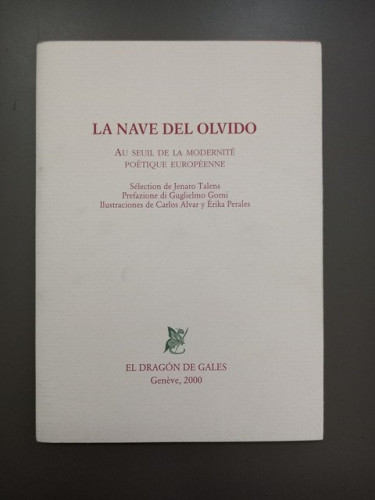 LA NAVE DEL OLVIDO
AU SEUIL DE LA MODERNITÉ
POÉTIQUE EUROPÉENNE
Sélection de Jenaro Talens
Prefazione di Guglielmo Gorni
Ilustraciones de Carlos Alvar y Érika Perales
EL DRAGÓN DE GALES
Genève, 2000